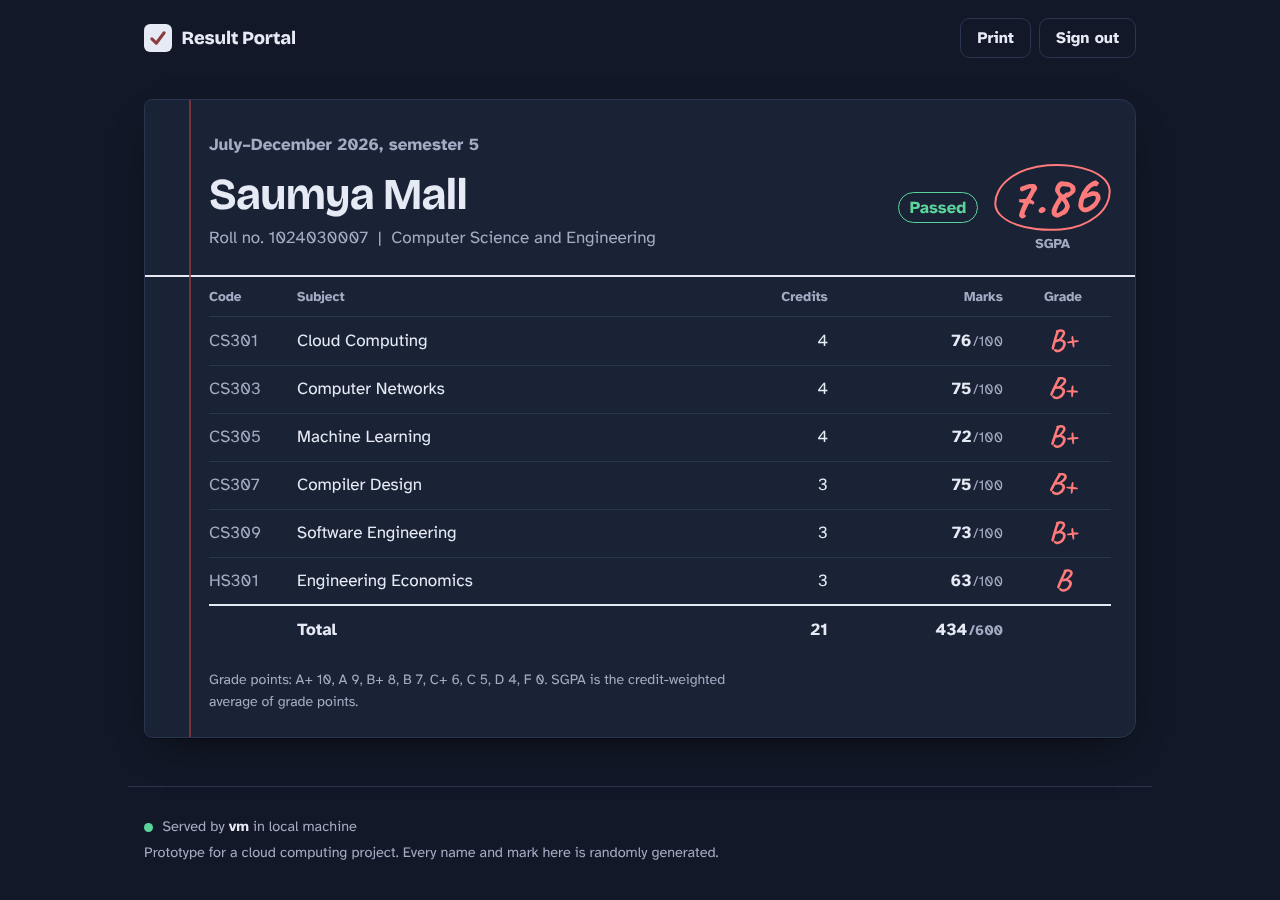 Result Portal
Print
Sign out
July–December 2026, semester 5
Saumya Mall
Passed
7.86
Roll no. 1024030007 | Computer Science and Engineering
SGPA
Code Subject Credits Marks Grade
CS301 Cloud Computing 4 76/100 B+
CS303 Computer Networks 4 75/100 B+
CS305 Machine Learning 4 72/100 B+
CS307 Compiler Design 3 75/100 B+
CS309 Software Engineering 3 73/100 B+
HS301 Engineering Economics 3 63/100 B
Total 21 434/600
Grade points: A+ 10, A 9, B+ 8, B 7, C+ 6, C 5, D 4, F 0. SGPA is the credit-weighted
average of grade points.
Served by vm in local machine
Prototype for a cloud computing project. Every name and mark here is randomly generated.